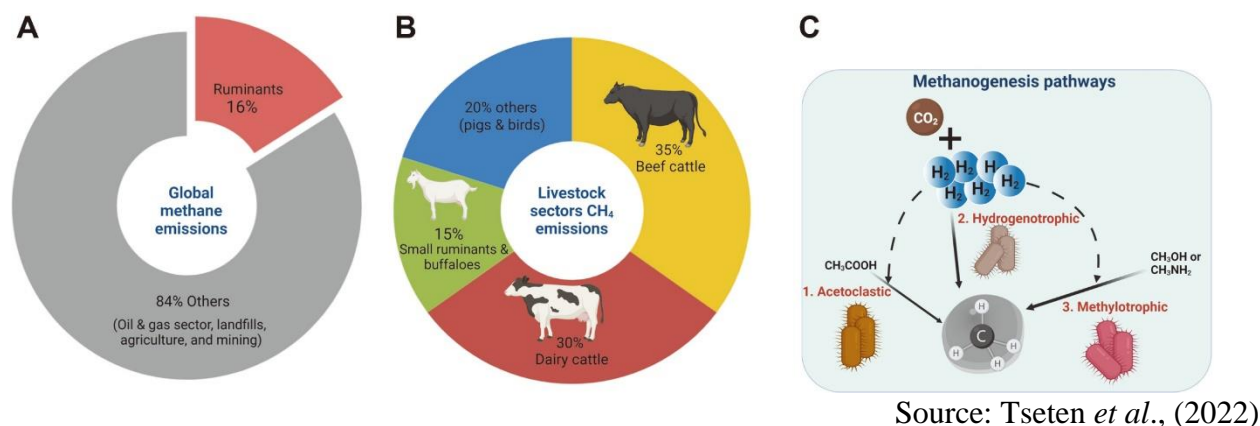 A
Ruminants
16%
Global
methane
emissions
84% Others
(Oil & gas sector, landfills,
agriculture, and mining)
B
20% others
(pigs & birds)
35%
Beef cattle
Livestock
sectors CH₄
emissions
15%
Small ruminants &
buffaloes
30%
Dairy cattle
C
Methanogenesis pathways
CO₂
+
H₂ H₂ H₂
H₂ H₂ H₂ H₂
2. Hydrogenotrophic
CH₃COOH
CH₃OH or
CH₃NH₂
1. Acetoclastic
3. Methylotrophic
H
C
H
H
H
Source: Tseten et al., (2022)